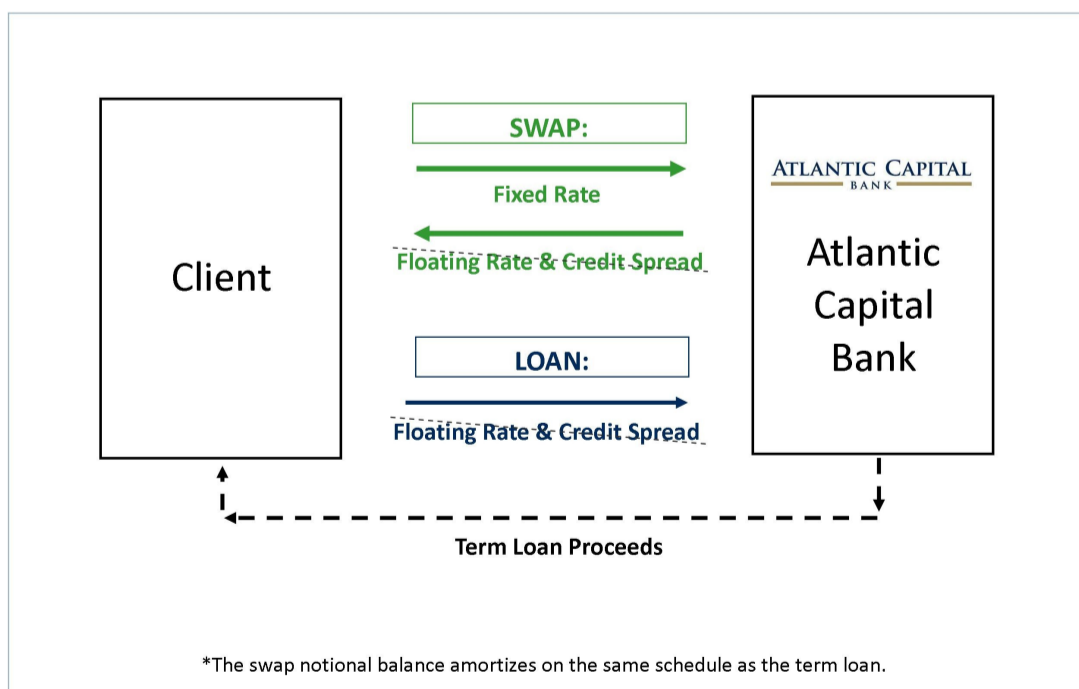 SWAP:
Fixed Rate
Floating Rate & Credit Spread
Client
ATLANTIC CAPITAL
BANK
Atlantic
Capital
Bank
LOAN:
Floating Rate & Credit Spread
Term Loan Proceeds
*The swap notional balance amortizes on the same schedule as the term loan.